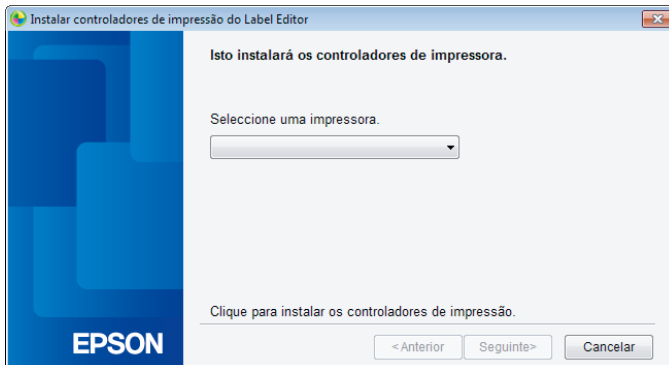 Instalar controladores de impressão do Label Editor
Isto instalará os controladores de impressora.
Seleccione uma impressora.
Clique para instalar os controladores de impressão.
EPSON
<Anterior
Seguinte>
Cancelar